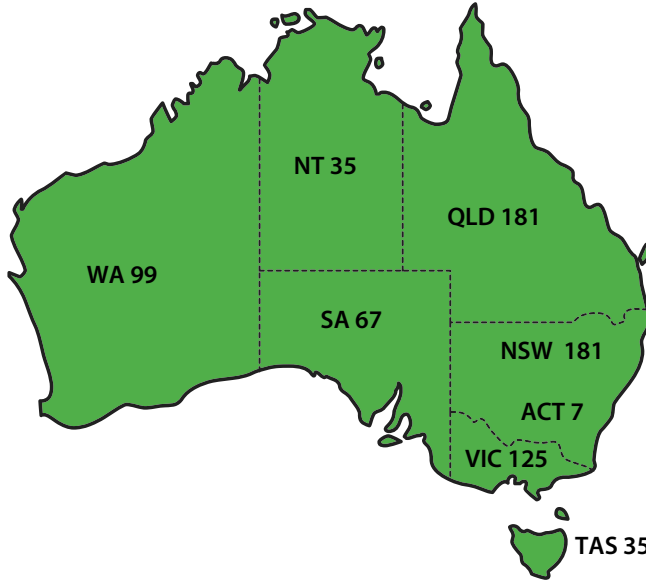 NT 35
QLD 181
WA 99
SA 67
NSW 181
ACT 7
VIC 125
TAS 35